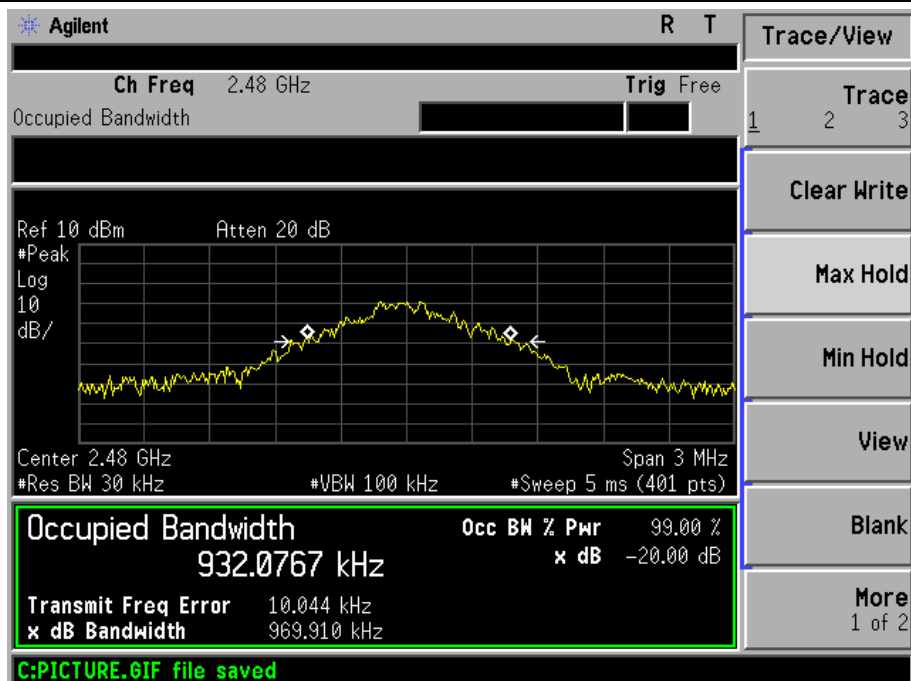 Agilent R T
Ch Freq 2.48 GHz Trig Free
Occupied Bandwidth
Ref 10 dBm Atten 20 dB
#Peak
Log
10
dB/
Center 2.48 GHz Span 3 MHz
#Res BW 30 kHz #VBW 100 kHz #Sweep 5 ms (401 pts)
Occupied Bandwidth Occ BW % Pwr 99.00 %
932.0767 kHz x dB -20.00 dB
Transmit Freq Error 10.044 kHz
x dB Bandwidth 969.910 kHz
C:PICTURE.GIF file saved
Trace/View
Trace
1 2 3
Clear Write
Max Hold
Min Hold
View
Blank
More
1 of 2